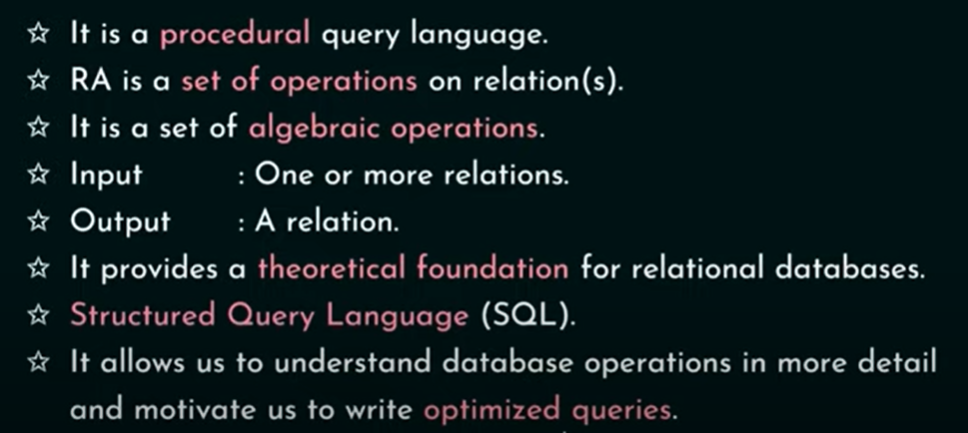 ☆ It is a procedural query language.
☆ RA is a set of operations on relation(s).
☆ It is a set of algebraic operations.
☆ Input : One or more relations.
☆ Output : A relation.
☆ It provides a theoretical foundation for relational databases.
☆ Structured Query Language (SQL).
☆ It allows us to understand database operations in more detail
and motivate us to write optimized queries.